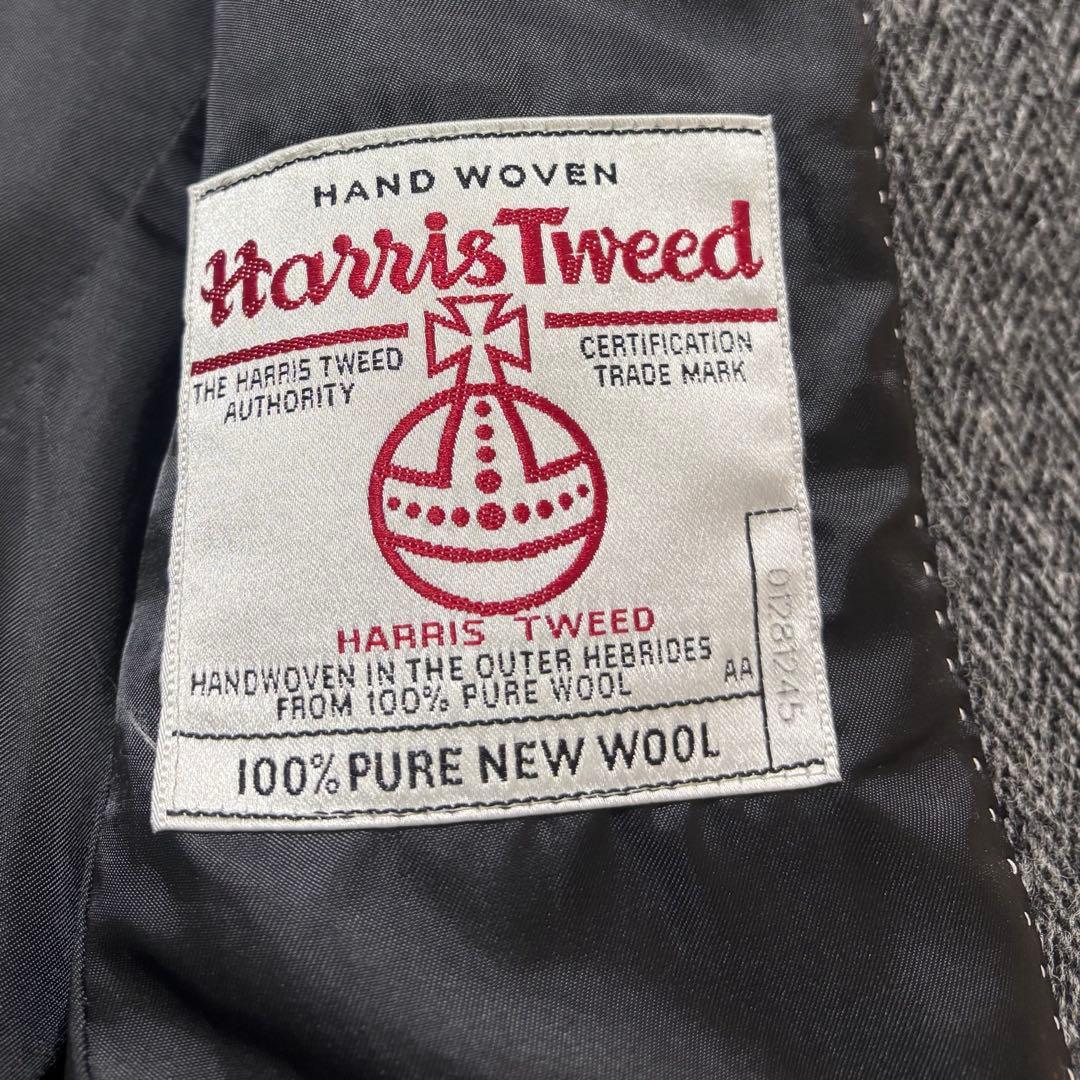 HAND WOVEN
Harris Tweed
THE HARRIS TWEED
AUTHORITY
CERTIFICATION
TRADE MARK
HARRIS TWEED
HANDWOVEN IN THE OUTER HEBRIDES
FROM 100% PURE WOOL
AA
01281245
100% PURE NEW WOOL